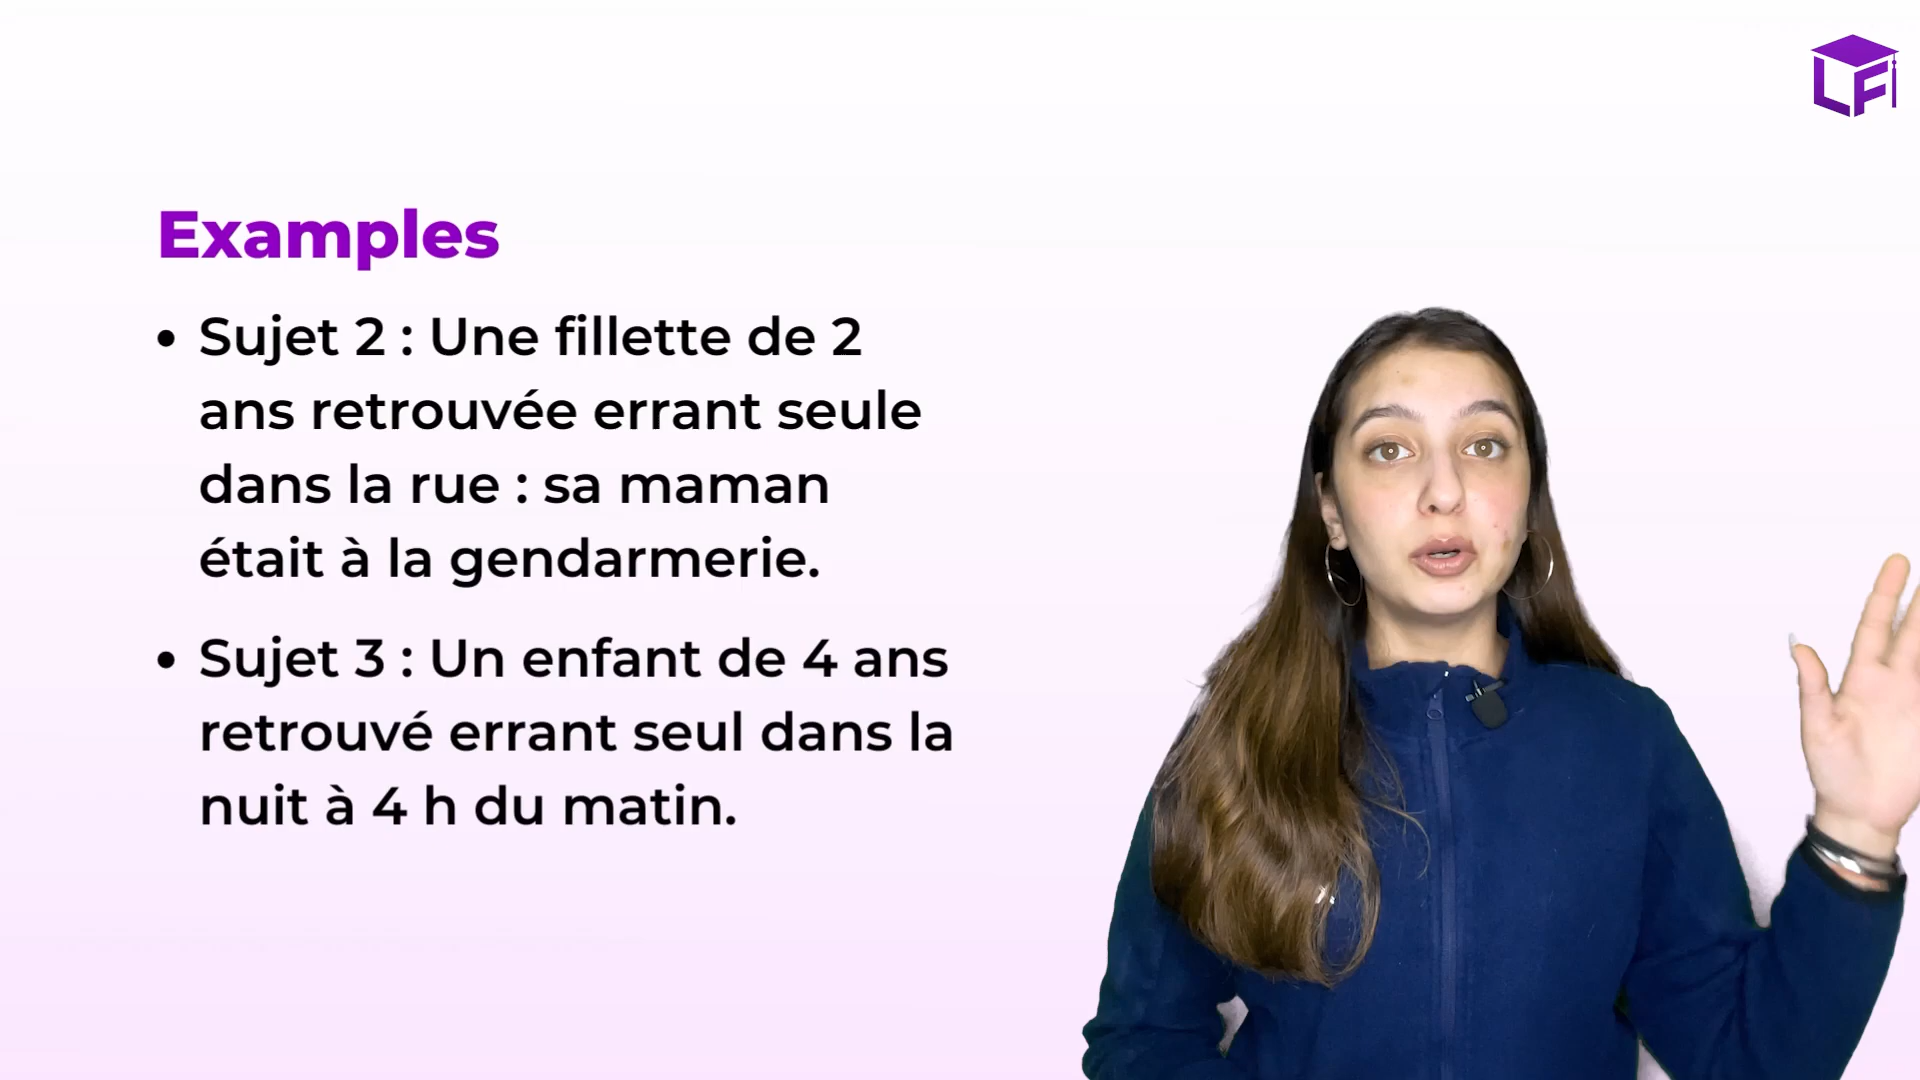 LF
Examples
• Sujet 2 : Une fillette de 2
ans retrouvée errant seule
dans la rue : sa maman
était à la gendarmerie.
• Sujet 3 : Un enfant de 4 ans
retrouvé errant seul dans la
nuit à 4 h du matin.